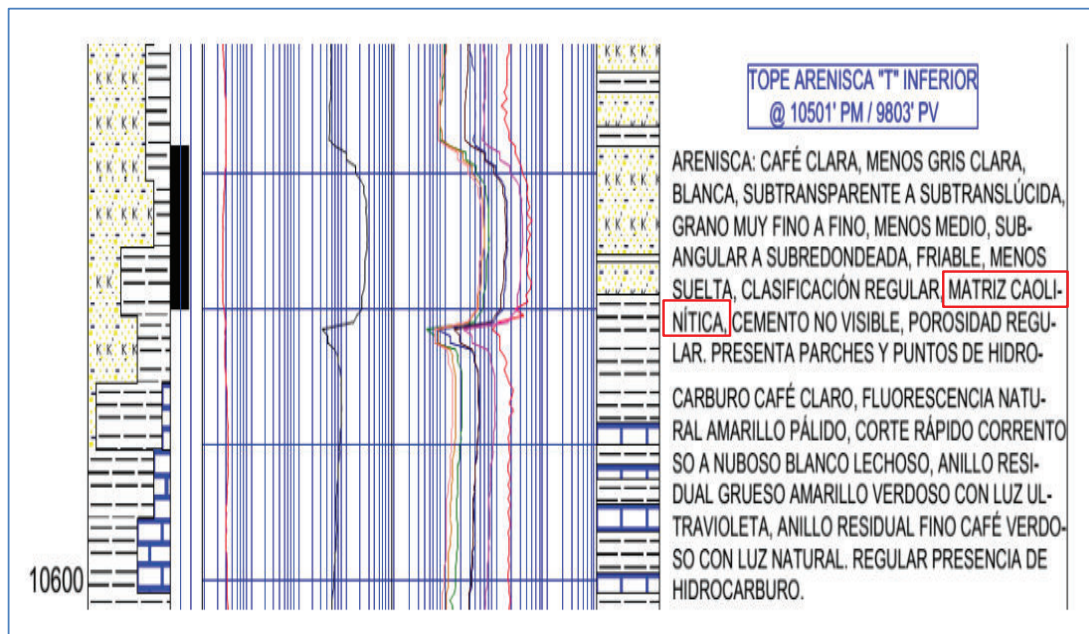 TOPE ARENISCA "T" INFERIOR
@ 10501' PM / 9803' PV
ARENISCA: CAFÉ CLARA, MENOS GRIS CLARA,
BLANCA, SUBTRANSPARENTE A SUBTRANSLÚCIDA,
GRANO MUY FINO A FINO, MENOS MEDIO, SUB-
ANGULAR A SUBREDONDEADA, FRIABLE, MENOS
SUELTA, CLASIFICACIÓN REGULAR, MATRIZ CAOLI-
NÍTICA, CEMENTO NO VISIBLE, POROSIDAD REGU-
LAR. PRESENTA PARCHES Y PUNTOS DE HIDRO-
CARBURO CAFÉ CLARO, FLUORESCENCIA NATU-
RAL AMARILLO PÁLIDO, CORTE RÁPIDO CORRENTO
SO A NUBOSO BLANCO LECHOSO, ANILLO RESI-
DUAL GRUESO AMARILLO VERDOSO CON LUZ UL-
TRAVIOLETA, ANILLO RESIDUAL FINO CAFÉ VERDO-
SO CON LUZ NATURAL. REGULAR PRESENCIA DE
HIDROCARBURO.
10600